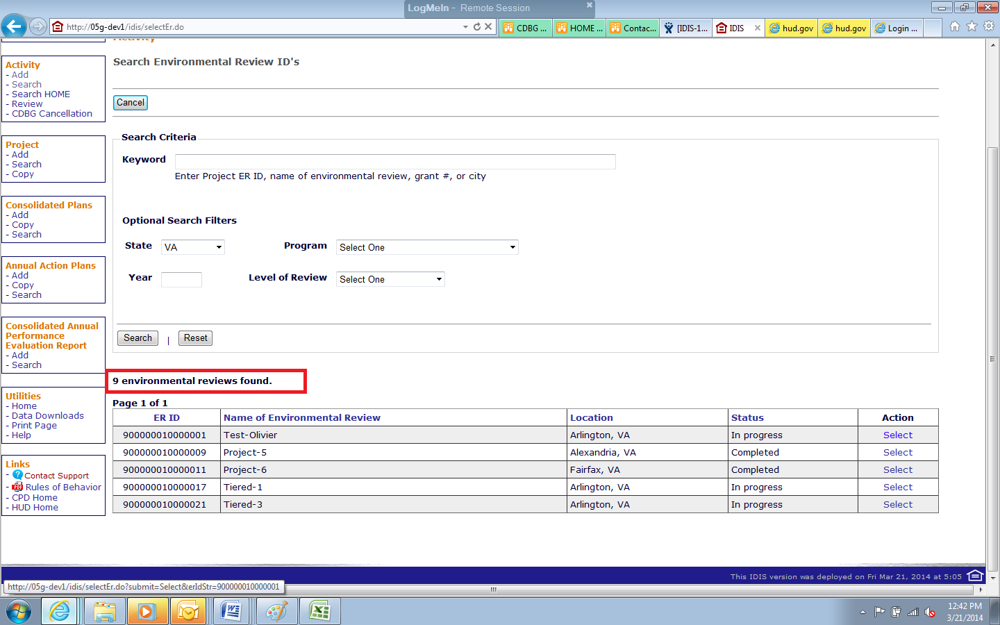 LogMeIn - Remote Session
http://05g-dev1/idis/selectEr.do
CDBG ...
HOME ...
Contac...
[IDIS-1...
IDIS
hud.gov
hud.gov
Login ...
Activity
Activity
- Add
- Search
- Search HOME
- Review
- CDBG Cancellation
Project
- Add
- Search
- Copy
Consolidated Plans
- Add
- Copy
- Search
Annual Action Plans
- Add
- Copy
- Search
Consolidated Annual
Performance
Evaluation Report
- Add
- Search
Utilities
- Home
- Data Downloads
- Print Page
- Help
Links
- Contact Support
- PDF Rules of Behavior
- CPD Home
- HUD Home
Search Environmental Review ID's
Cancel
Search Criteria
Keyword
Enter Project ER ID, name of environmental review, grant #, or city
Optional Search Filters
State VA Program Select One
Year Level of Review Select One
Search | Reset
9 environmental reviews found.
Page 1 of 1
ER ID Name of Environmental Review Location Status Action
900000010000001 Test-Olivier Arlington, VA In progress Select
900000010000009 Project-5 Alexandria, VA Completed Select
900000010000011 Project-6 Fairfax, VA Completed Select
900000010000017 Tiered-1 Arlington, VA In progress Select
900000010000021 Tiered-3 Arlington, VA In progress Select
This IDIS version was deployed on Fri Mar 21, 2014 at 5:05
http://05g-dev1/idis/selectEr.do?submit=Select&erIdStr=900000010000001
12:42 PM
3/21/2014